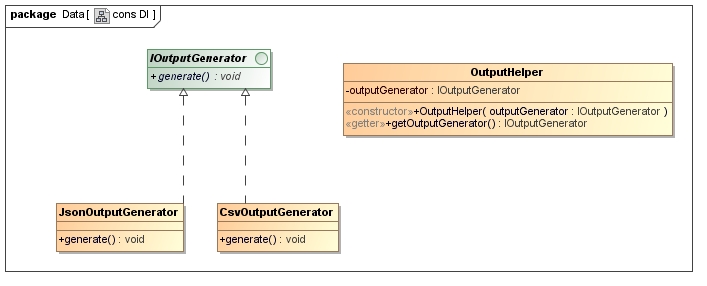 package Data[ cons DI ]
IOutputGenerator
+generate() : void
OutputHelper
-outputGenerator : IOutputGenerator
«constructor»+OutputHelper( outputGenerator : IOutputGenerator )
«getter»+getOutputGenerator() : IOutputGenerator
JsonOutputGenerator
+generate() : void
CsvOutputGenerator
+generate() : void